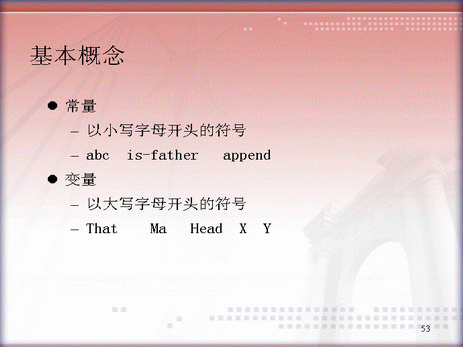 基本概念
● 常量
– 以小写字母开头的符号
– abc is-father append
● 变量
– 以大写字母开头的符号
– That Ma Head X Y
53